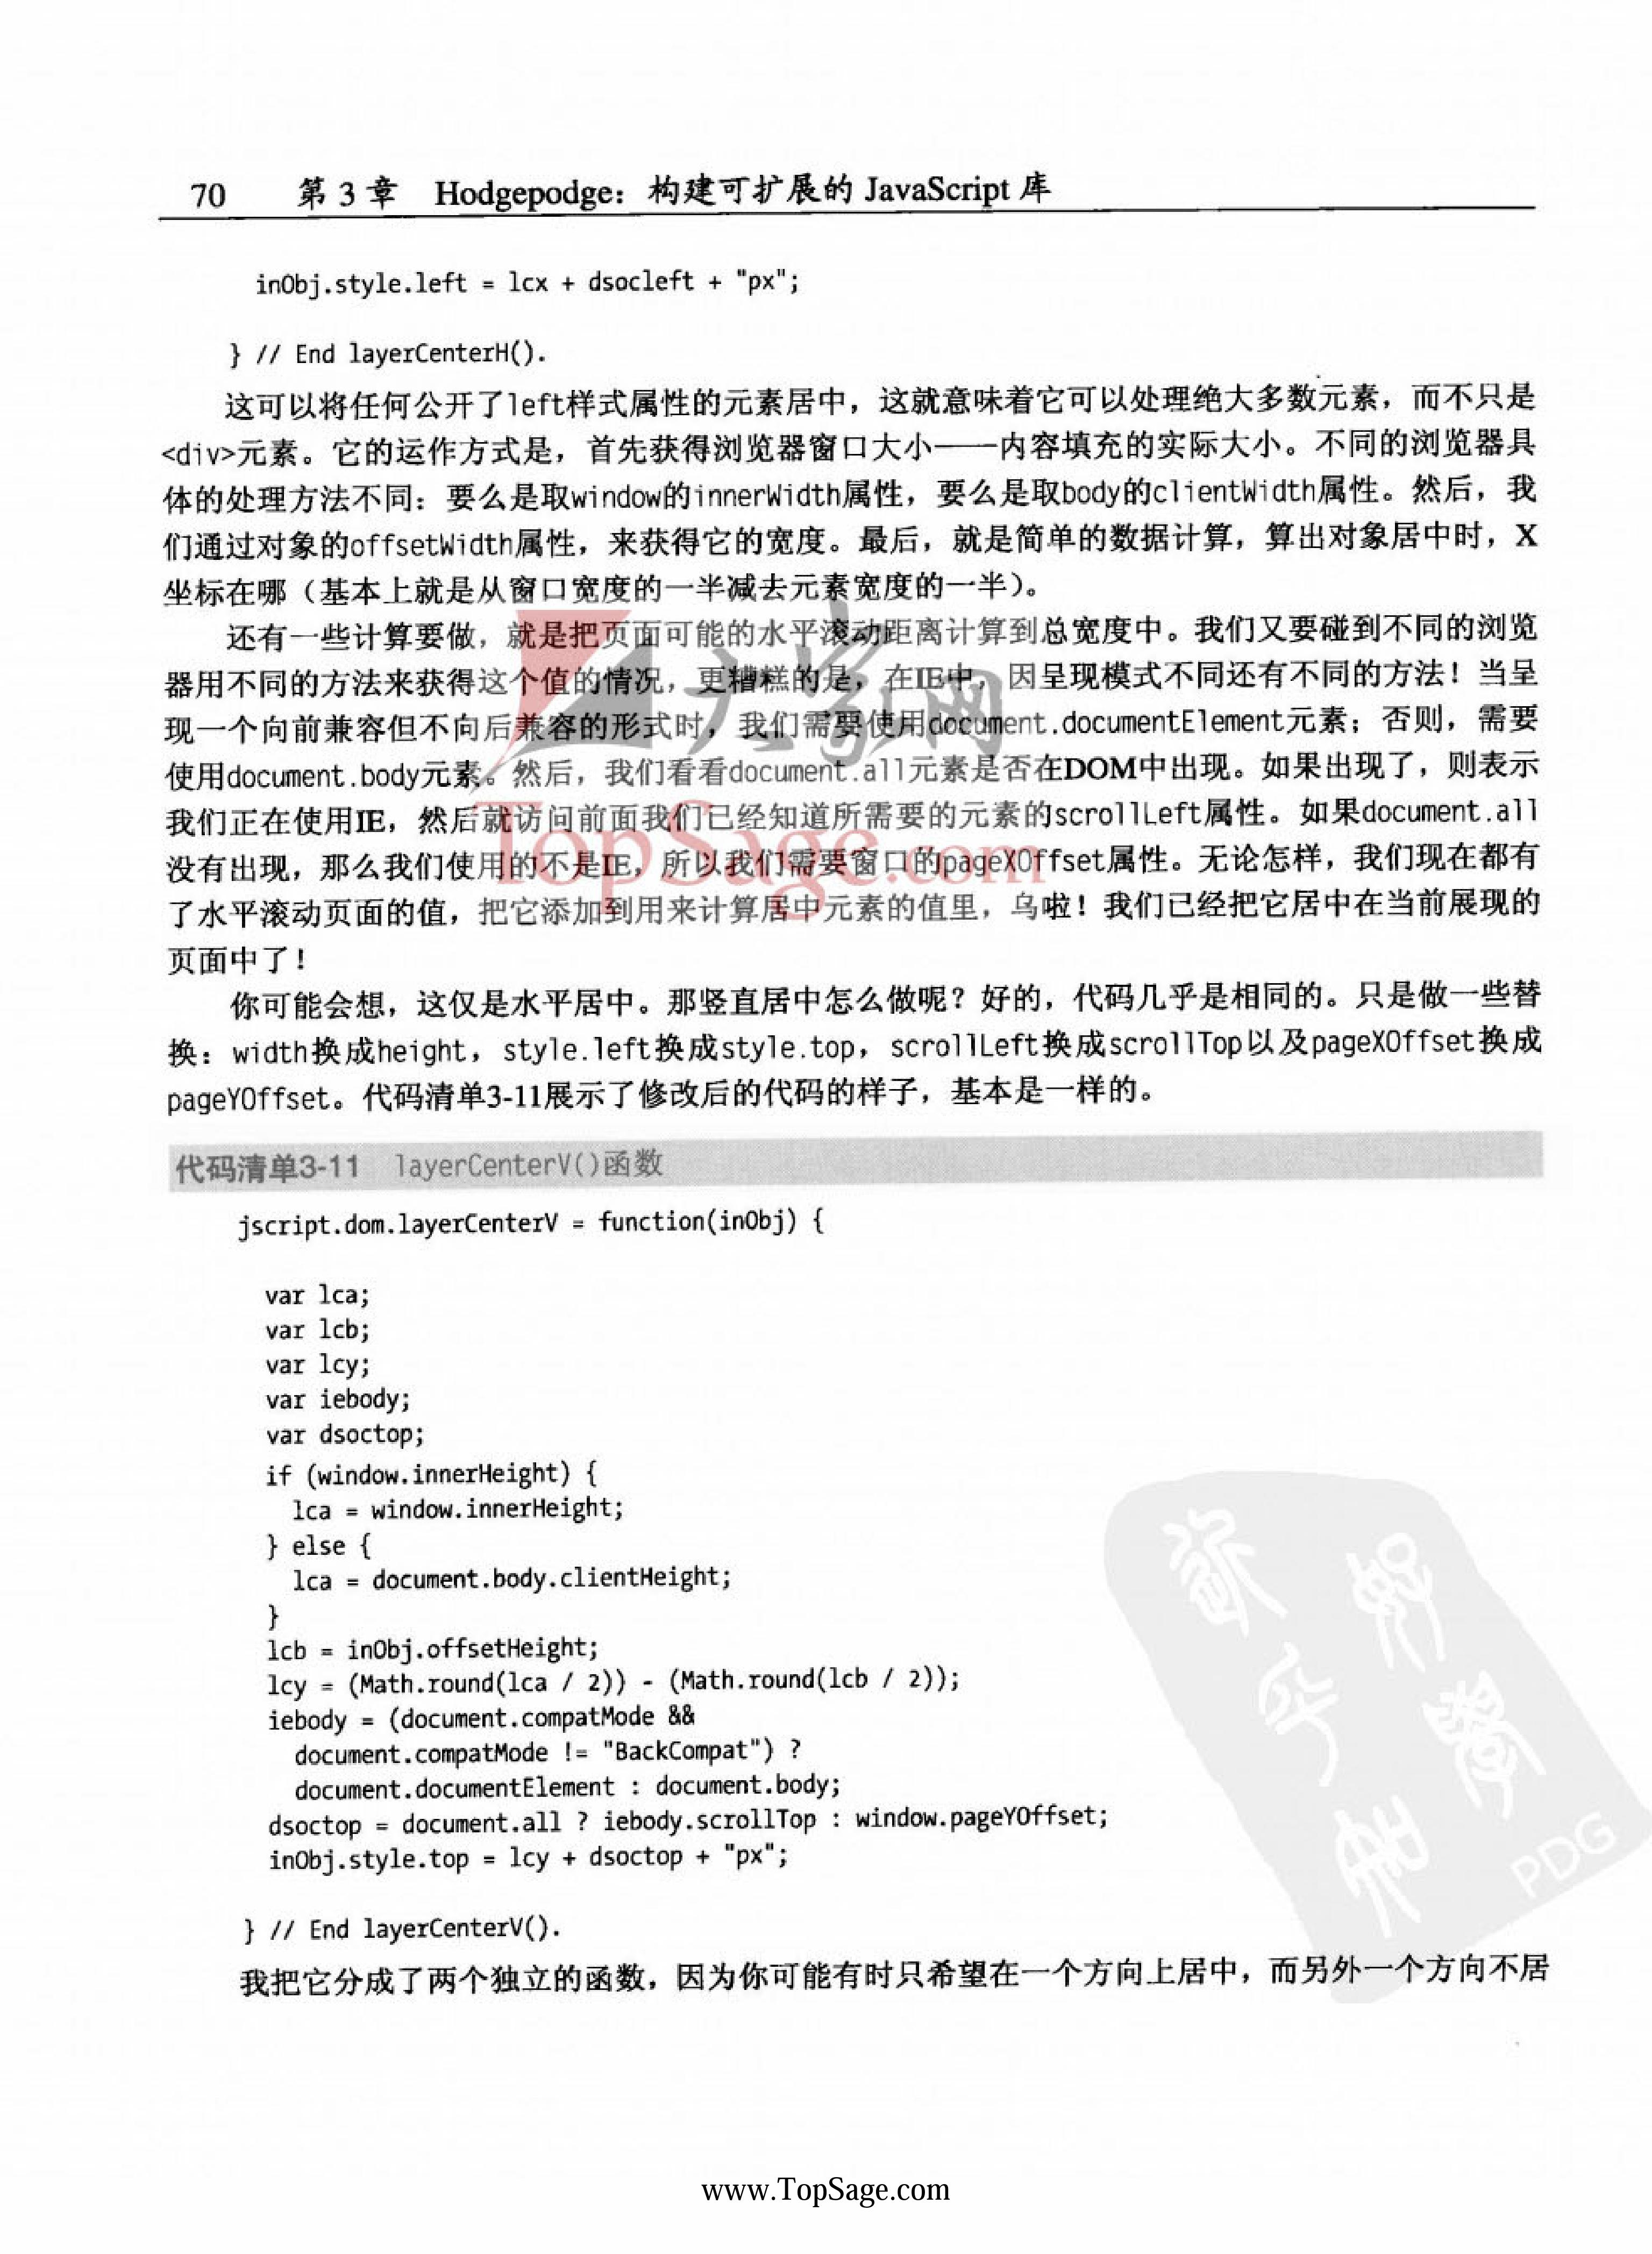 70 第 3 章 Hodgepodge：构建可扩展的 JavaScript 库
inObj.style.left = lcx + dsocleft + "px";
} // End layerCenterH().
这可以将任何公开了left样式属性的元素居中，这就意味着它可以处理绝大多数元素，而不只是
<div>元素。它的运作方式是，首先获得浏览器窗口大小——内容填充的实际大小。不同的浏览器具
体的处理方法不同：要么是取window的innerWidth属性，要么是取body的clientWidth属性。然后，我
们通过对象的offsetWidth属性，来获得它的宽度。最后，就是简单的数据计算，算出对象居中时，X
坐标在哪（基本上就是从窗口宽度的一半减去元素宽度的一半）。
还有一些计算要做，就是把页面可能的水平滚动距离计算到总宽度中。我们又要碰到不同的浏览
器用不同的方法来获得这个值的情况，更糟糕的是，在IE中，因呈现模式不同还有不同的方法！当呈
现一个向前兼容但不向后兼容的形式时，我们需要使用document.documentElement元素；否则，需要
使用document.body元素。然后，我们看看document.all元素是否在DOM中出现。如果出现了，则表示
我们正在使用IE，然后就访问前面我们已经知道所需要的元素的scrollLeft属性。如果document.all
没有出现，那么我们使用的不是IE，所以我们需要窗口的pageXOffset属性。无论怎样，我们现在都有
了水平滚动页面的值，把它添加到用来计算居中元素的值里，乌啦！我们已经把它居中在当前展现的
页面中了！
你可能会想，这仅是水平居中。那竖直居中怎么做呢？好的，代码几乎是相同的。只是做一些替
换：width换成height，style.left换成style.top，scrollLeft换成scrollTop以及pageXOffset换成
pageYOffset。代码清单3-11展示了修改后的代码的样子，基本是一样的。
代码清单3-11 layerCenterV()函数
jscript.dom.layerCenterV = function(inObj) {
var lca;
var lcb;
var lcy;
var iebody;
var dsoctop;
if (window.innerHeight) {
lca = window.innerHeight;
} else {
lca = document.body.clientHeight;
}
lcb = inObj.offsetHeight;
lcy = (Math.round(lca / 2)) - (Math.round(lcb / 2));
iebody = (document.compatMode &&
document.compatMode != "BackCompat") ?
document.documentElement : document.body;
dsoctop = document.all ? iebody.scrollTop : window.pageYOffset;
inObj.style.top = lcy + dsoctop + "px";
} // End layerCenterV().
我把它分成了两个独立的函数，因为你可能有时只希望在一个方向上居中，而另外一个方向不居
大家网
TopSage.com
PDG
www.TopSage.com